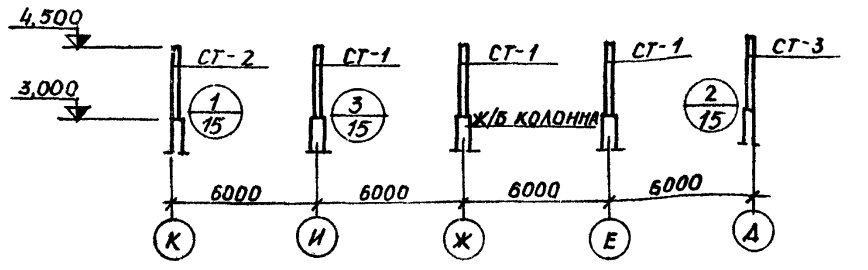 4,500
СТ-2
СТ-1
СТ-1
СТ-1
СТ-3
3,000
1
15
3
15
Ж/Б КОЛОННА
2
15
6000
6000
6000
6000
К
И
Ж
Е
Д